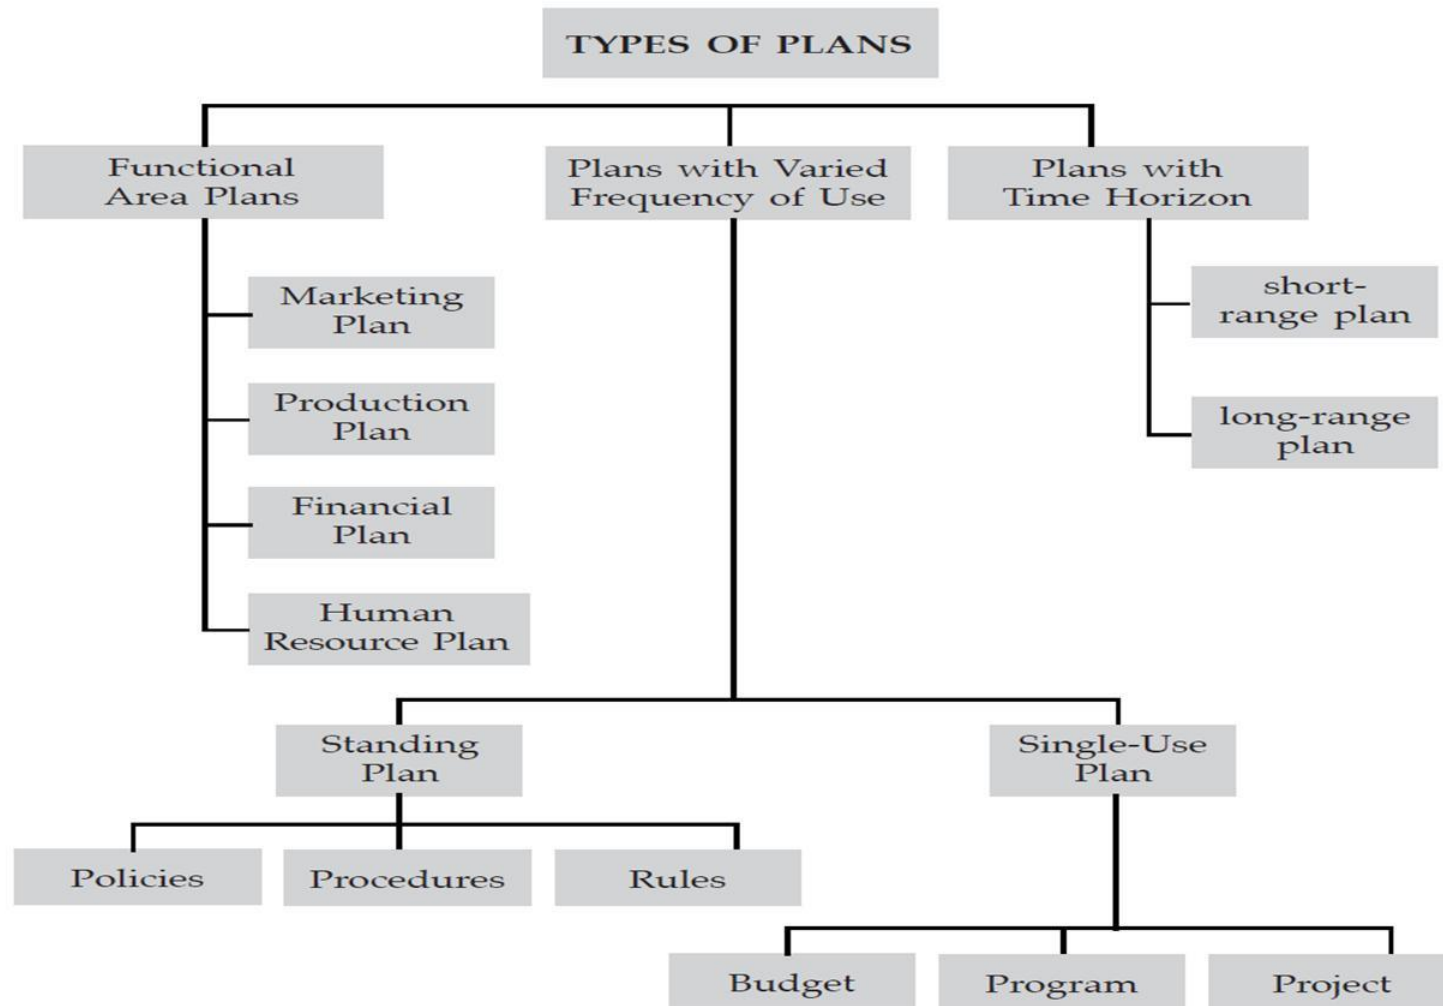 TYPES OF PLANS
Functional
Area Plans
Plans with Varied
Frequency of Use
Plans with
Time Horizon
Marketing
Plan
Production
Plan
Financial
Plan
Human
Resource Plan
short-
range plan
long-range
plan
Standing
Plan
Single-Use
Plan
Policies
Procedures
Rules
Budget
Program
Project